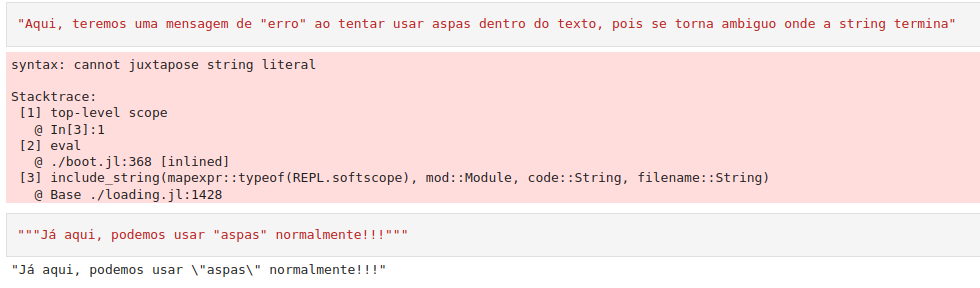 "Aqui, teremos uma mensagem de "erro" ao tentar usar aspas dentro do texto, pois se torna ambiguo onde a string termina"
syntax: cannot juxtapose string literal
Stacktrace:
[1] top-level scope
@ In[3]:1
[2] eval
@ ./boot.jl:368 [inlined]
[3] include_string(mapexpr::typeof(REPL.softscope), mod::Module, code::String, filename::String)
@ Base ./loading.jl:1428
"""Já aqui, podemos usar "aspas" normalmente!!!"""
"Já aqui, podemos usar \"aspas\" normalmente!!!"